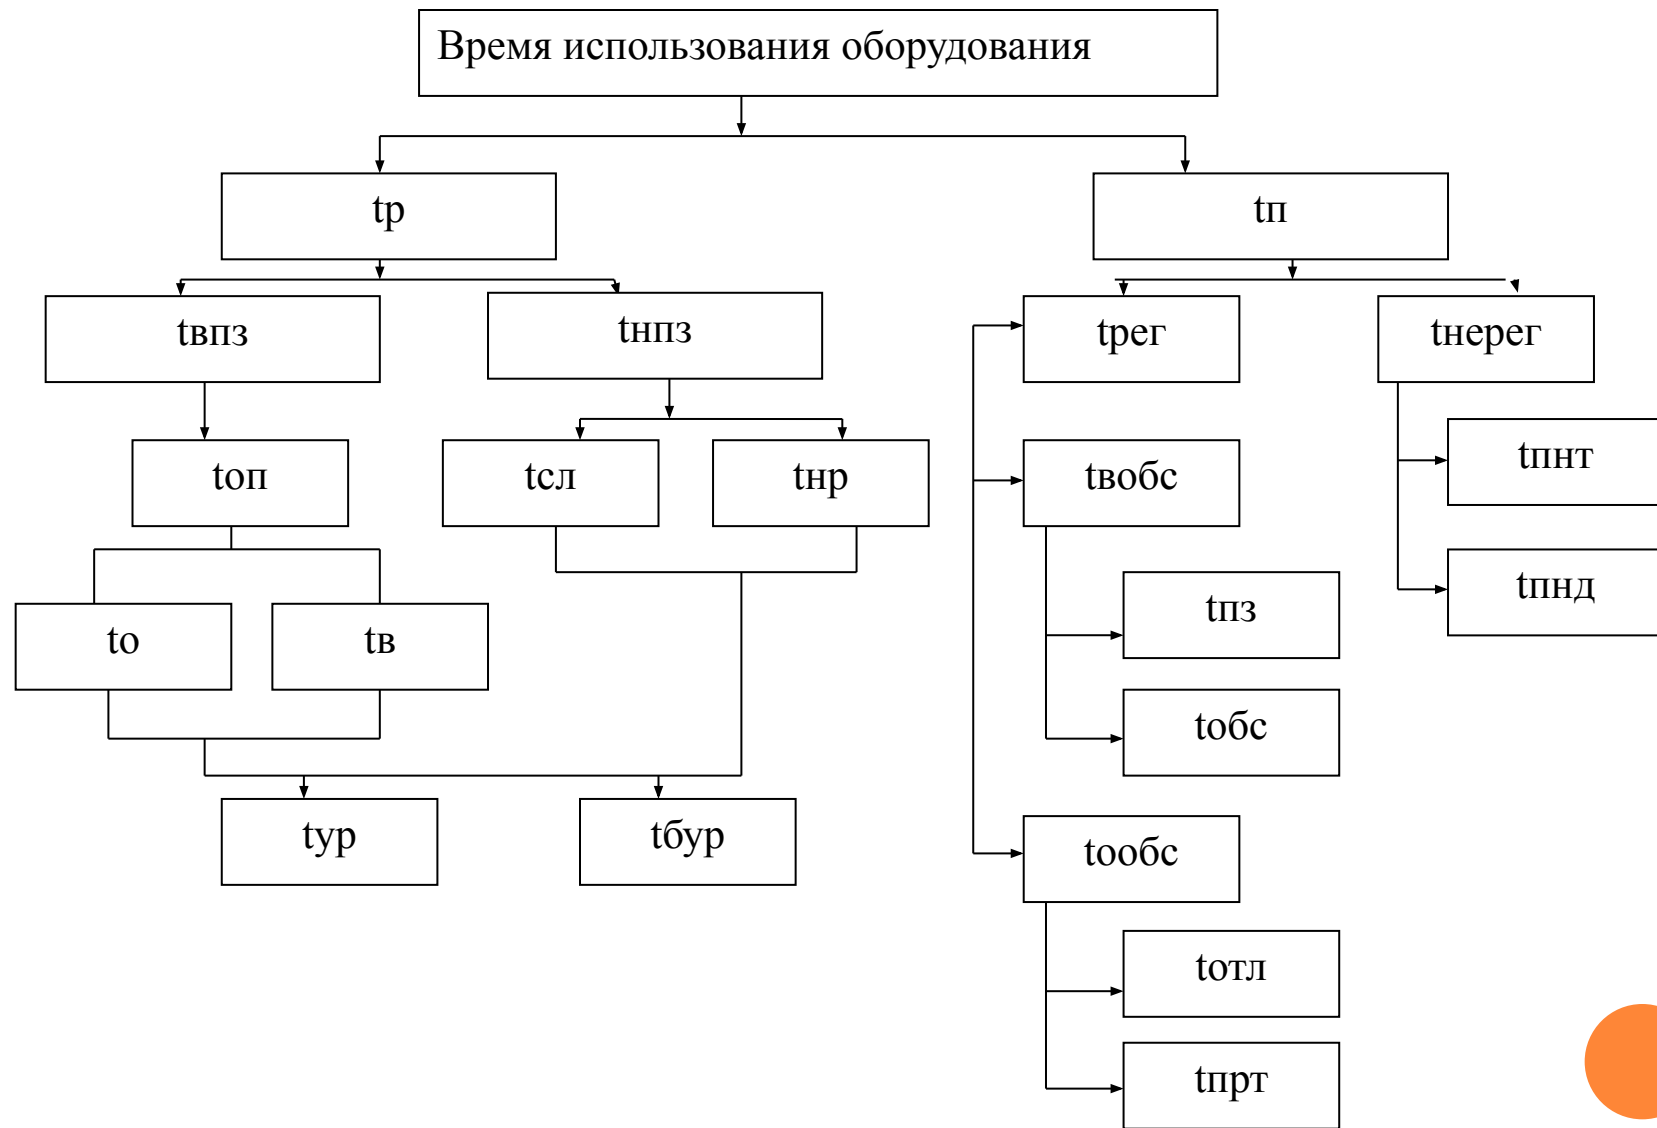 Время использования оборудования
tр
tп
tвпз
tнпз
tрег
tнерег
tоп
tсл
tнр
tвобс
tпнт
tпз
tпнд
tо
tв
tобс
tур
tбур
tообс
tотл
tпрт